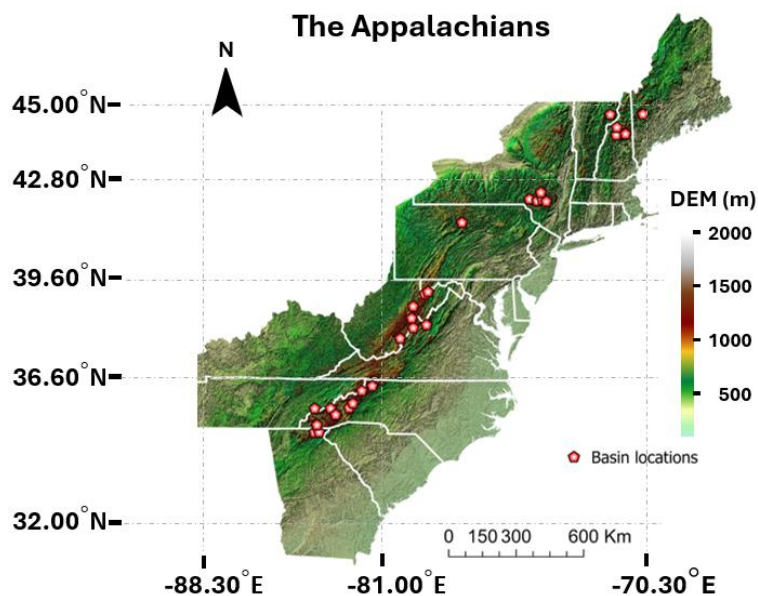 The Appalachians
N
45.00°N
42.80°N
39.60°N
36.60°N
32.00°N
DEM (m)
2000
1500
1000
500
Basin locations
0 150 300 600 Km
-88.30°E -81.00°E -70.30°E